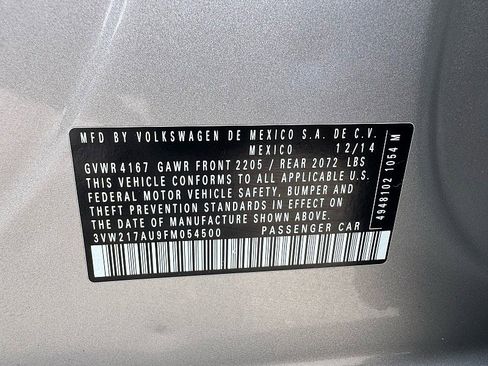 MFD BY VOLKSWAGEN DE MEXICO S.A. DE C.V.
MEXICO 12/14
GVWR 4167 GAWR FRONT 2205 / REAR 2072 LBS
THIS VEHICLE CONFORMS TO ALL APPLICABLE U.S.
FEDERAL MOTOR VEHICLE SAFETY, BUMPER AND
THEFT PREVENTION STANDARDS IN EFFECT ON
THE DATE OF MANUFACTURE SHOWN ABOVE.
3VW217AU9FM054500 PASSENGER CAR
4948102 1054 M